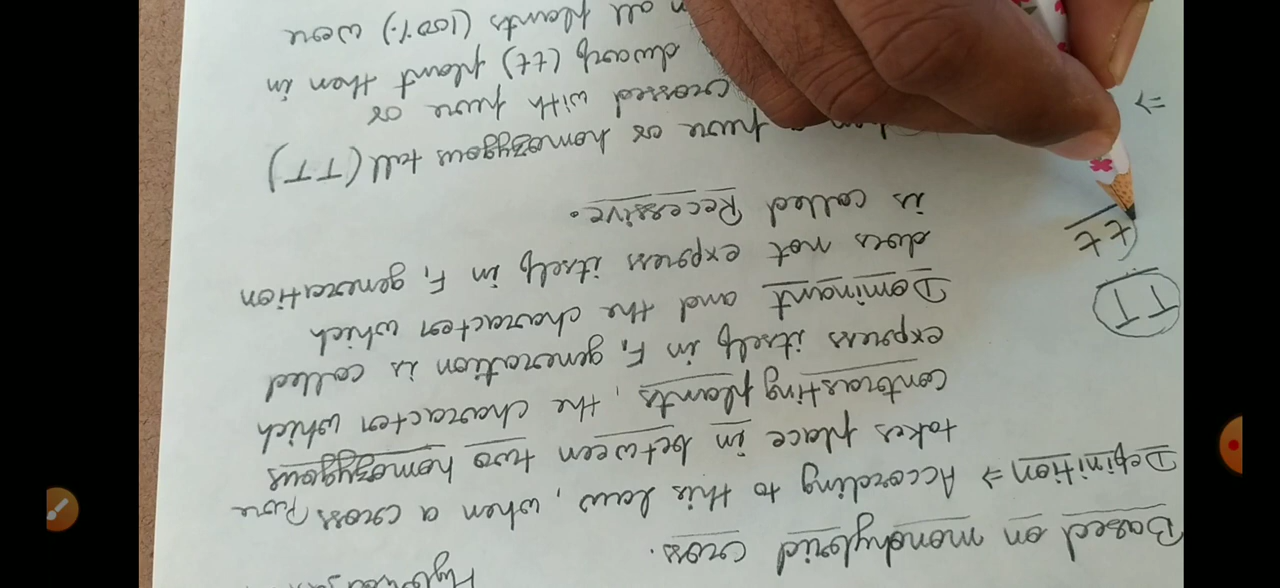 Based on monohybrid cross.
Definition ⇒ According to this law, when a cross
takes place in between two homozygous Pure
contrasting plants, the character which
express itself in F₁ generation is called
Dominant and the character which
does not express itself in F₁ generation
is called Recessive.
TT
tt
⇒ pure or homozygous tall (TT)
crossed with pure or
dwarf (tt) plant then in
all plants (100%) were